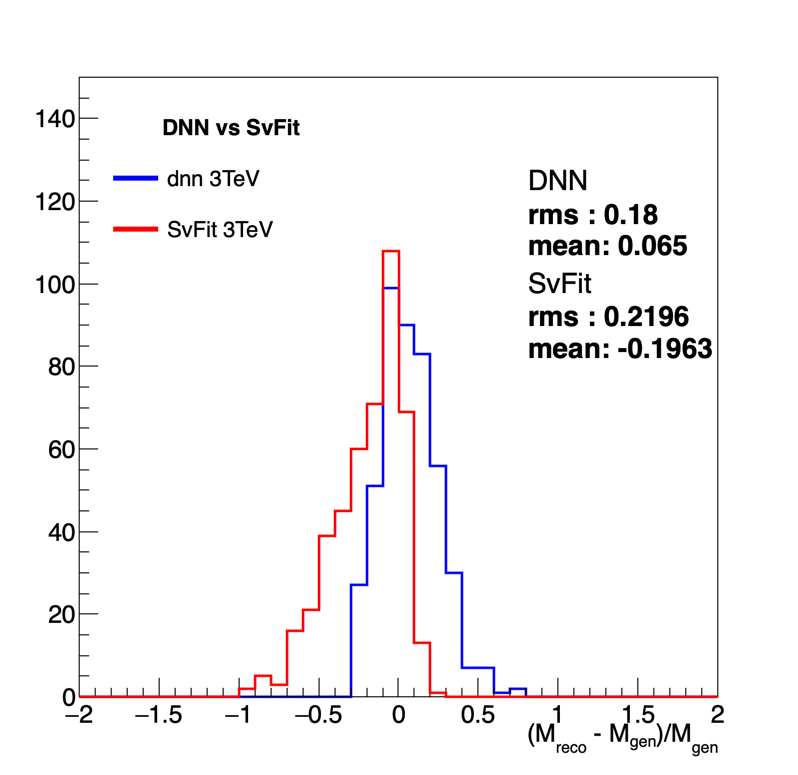 140
120
100
80
60
40
20
0
DNN vs SvFit
dnn 3TeV
SvFit 3TeV
DNN
rms : 0.18
mean: 0.065
SvFit
rms : 0.2196
mean: -0.1963
−2 −1.5 −1 −0.5 0 0.5 1 1.5 2
(Mreco - Mgen)/Mgen